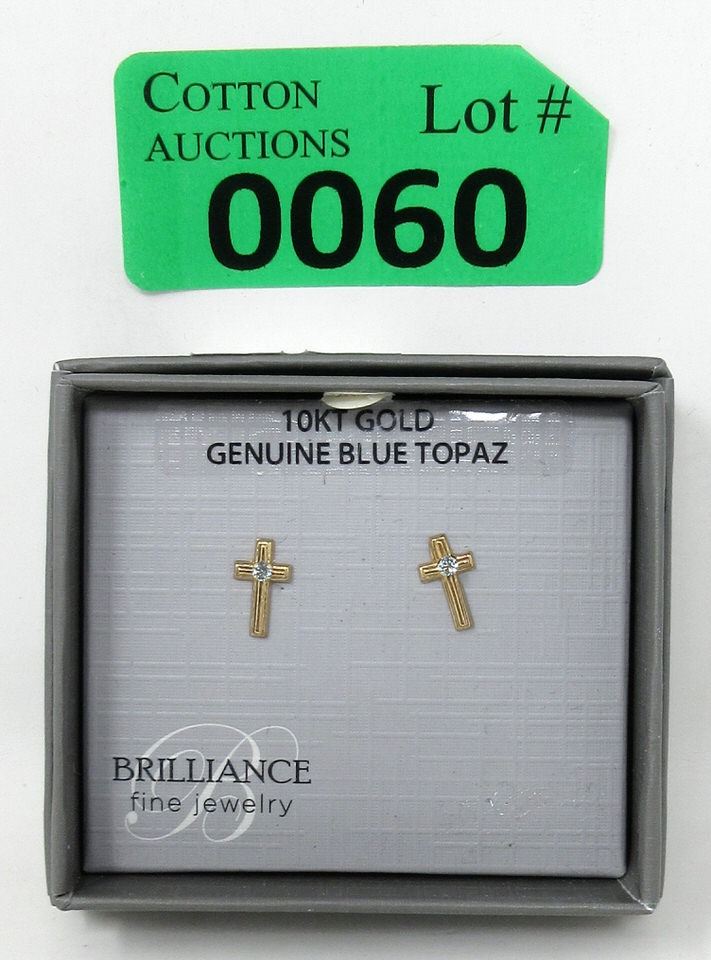 COTTON
AUCTIONS
Lot #
0060
10KT GOLD
GENUINE BLUE TOPAZ
B
BRILLIANCE
fine jewelry